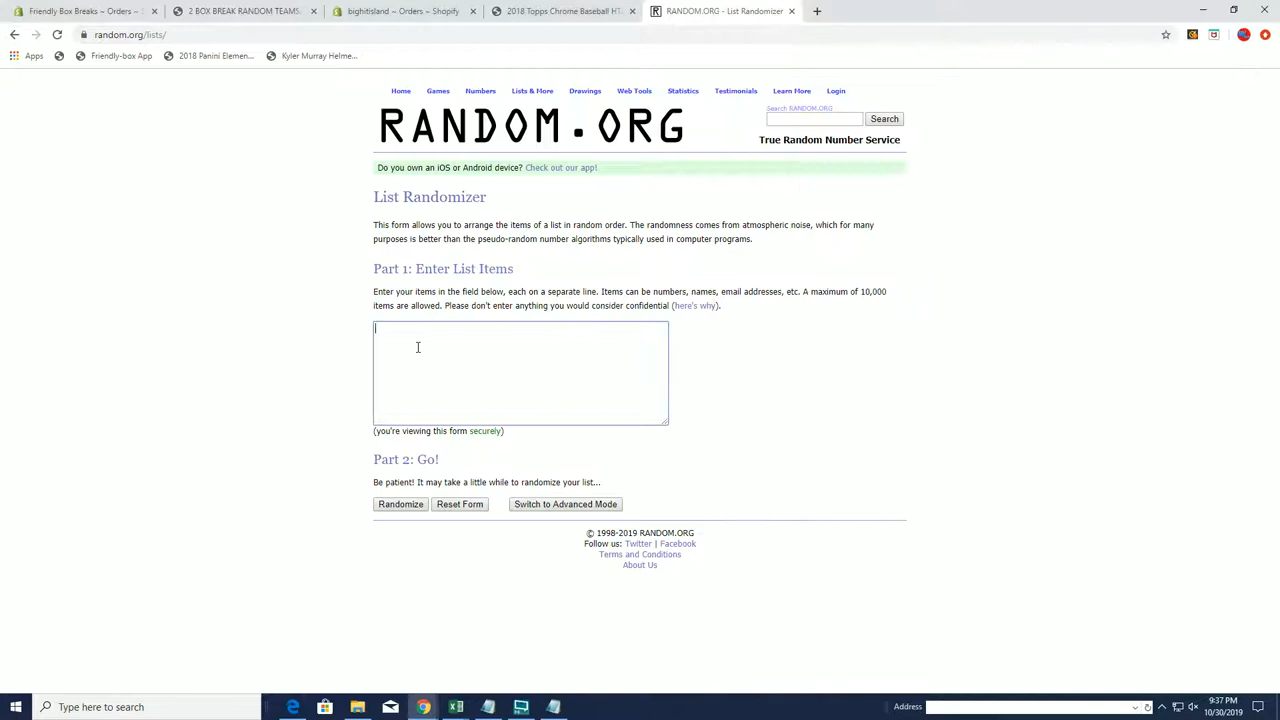 Friendly Box Breaks ~ Orders ~ S
2 BOX BREAK RANDOM TEAMS.
bighitisland ~ Orders ~ Shopify
2018 Topps Chrome Baseball HT
RANDOM.ORG - List Randomizer
random.org/lists/
Apps
Friendly-box App
2018 Panini Elemen...
Kyler Murray Helme...
Home Games Numbers Lists & More Drawings Web Tools Statistics Testimonials Learn More Login
RANDOM.ORG
Search RANDOM.ORG
Search
True Random Number Service
Do you own an iOS or Android device? Check out our app!
List Randomizer
This form allows you to arrange the items of a list in random order. The randomness comes from atmospheric noise, which for many
purposes is better than the pseudo-random number algorithms typically used in computer programs.
Part 1: Enter List Items
Enter your items in the field below, each on a separate line. Items can be numbers, names, email addresses, etc. A maximum of 10,000
items are allowed. Please don't enter anything you would consider confidential (here's why).
(you're viewing this form securely)
Part 2: Go!
Be patient! It may take a little while to randomize your list...
Randomize Reset Form Switch to Advanced Mode
© 1998-2019 RANDOM.ORG
Follow us: Twitter | Facebook
Terms and Conditions
About Us
Type here to search
Address
9:37 PM
10/30/2019